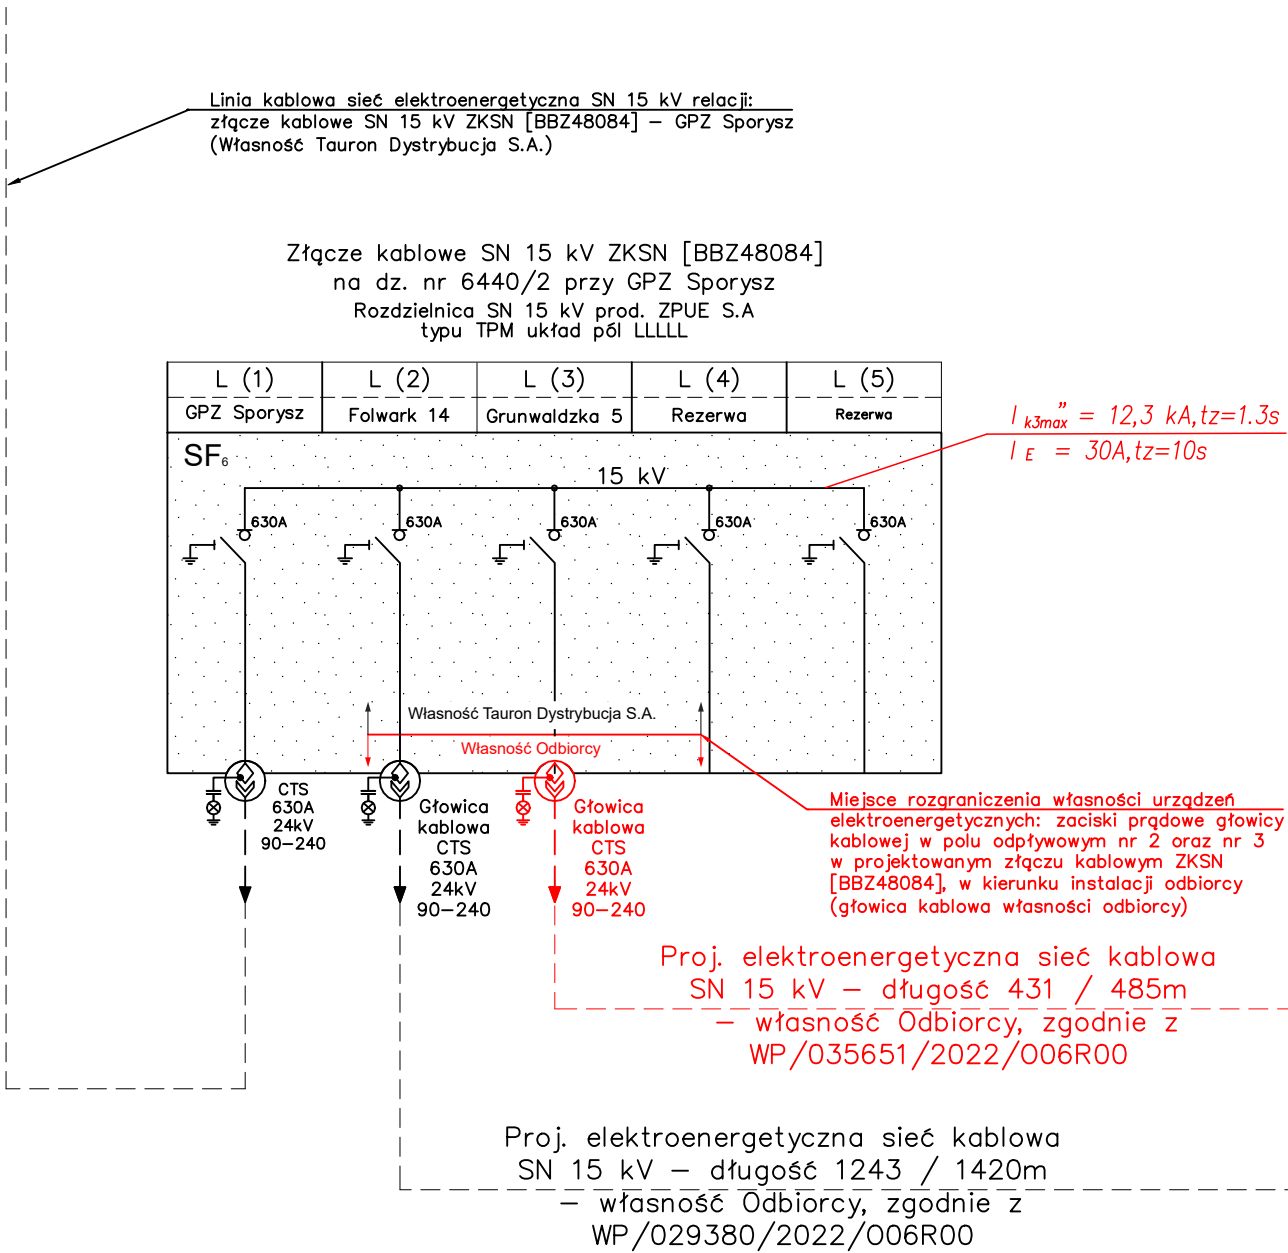 Linia kablowa sieć elektroenergetyczna SN 15 kV relacji:
złącze kablowe SN 15 kV ZKSN [BBZ48084] – GPZ Sporysz
(Własność Tauron Dystrybucja S.A.)
Złącze kablowe SN 15 kV ZKSN [BBZ48084]
na dz. nr 6440/2 przy GPZ Sporysz
Rozdzielnica SN 15 kV prod. ZPUE S.A
typu TPM układ pól LLLLL
L (1) L (2) L (3) L (4) L (5)
GPZ Sporysz Folwark 14 Grunwaldzka 5 Rezerwa Rezerwa
I k3max" = 12,3 kA,tz=1.3s
I E = 30A,tz=10s
SF6
15 kV
630A 630A 630A 630A 630A
Własność Tauron Dystrybucja S.A.
Własność Odbiorcy
CTS
630A
24kV
90–240
Głowica
kablowa
CTS
630A
24kV
90–240
Głowica
kablowa
CTS
630A
24kV
90–240
Miejsce rozgraniczenia własności urządzeń
elektroenergetycznych: zaciski prądowe głowicy
kablowej w polu odpływowym nr 2 oraz nr 3
w projektowanym złączu kablowym ZKSN
[BBZ48084], w kierunku instalacji odbiorcy
(głowica kablowa własności odbiorcy)
Proj. elektroenergetyczna sieć kablowa
SN 15 kV – długość 431 / 485m
– własność Odbiorcy, zgodnie z
WP/035651/2022/O06R00
Proj. elektroenergetyczna sieć kablowa
SN 15 kV – długość 1243 / 1420m
– własność Odbiorcy, zgodnie z
WP/029380/2022/O06R00